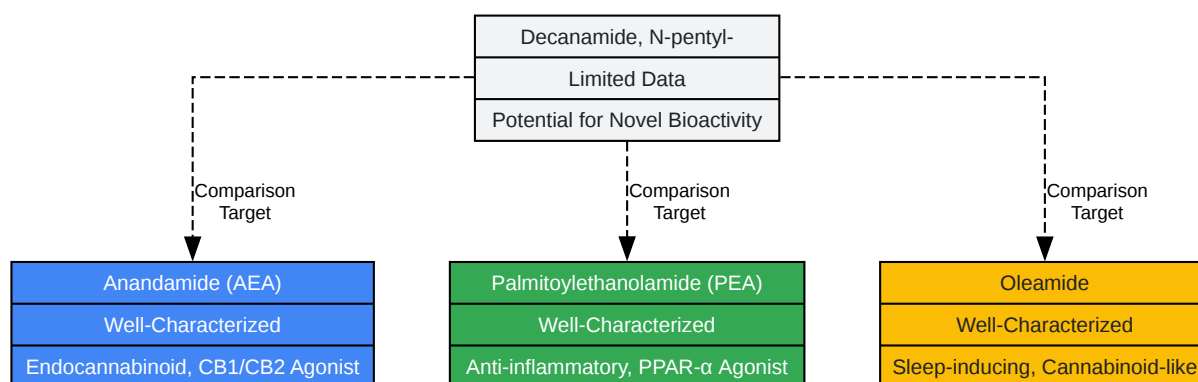 Decanamide, N-pentyl-
Limited Data
Potential for Novel Bioactivity
Comparison
Target
Comparison
Target
Comparison
Target
Anandamide (AEA)
Well-Characterized
Endocannabinoid, CB1/CB2 Agonist
Palmitoylethanolamide (PEA)
Well-Characterized
Anti-inflammatory, PPAR-α Agonist
Oleamide
Well-Characterized
Sleep-inducing, Cannabinoid-like